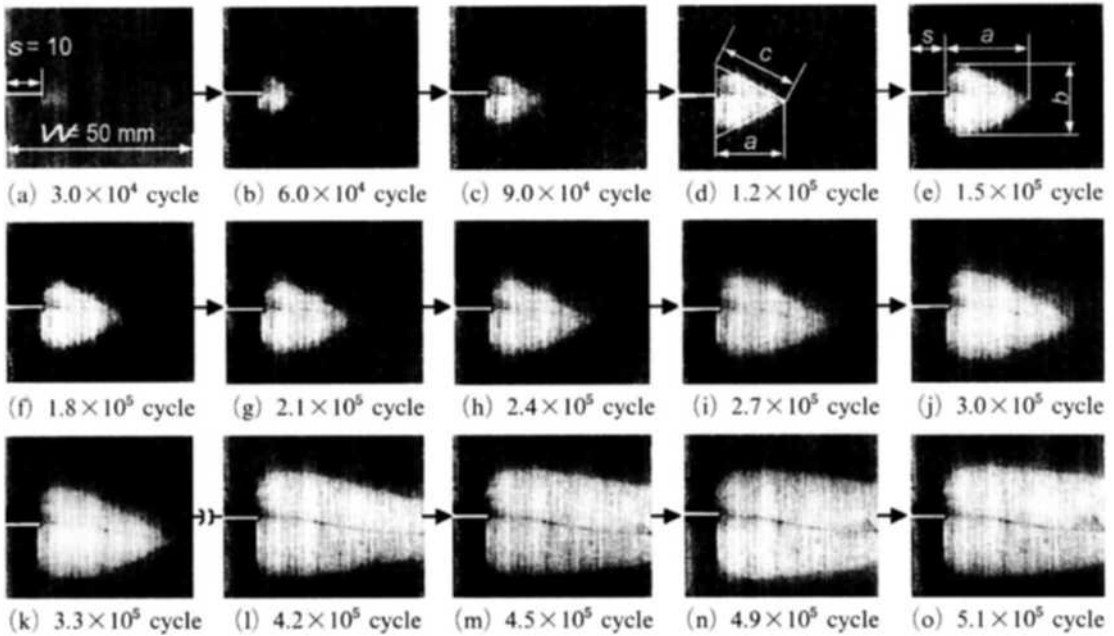 s = 10
W = 50 mm
c
a
s
a
b
(a) 3.0×10⁴ cycle
(b) 6.0×10⁴ cycle
(c) 9.0×10⁴ cycle
(d) 1.2×10⁵ cycle
(e) 1.5×10⁵ cycle
(f) 1.8×10⁵ cycle
(g) 2.1×10⁵ cycle
(h) 2.4×10⁵ cycle
(i) 2.7×10⁵ cycle
(j) 3.0×10⁵ cycle
(k) 3.3×10⁵ cycle
(l) 4.2×10⁵ cycle
(m) 4.5×10⁵ cycle
(n) 4.9×10⁵ cycle
(o) 5.1×10⁵ cycle